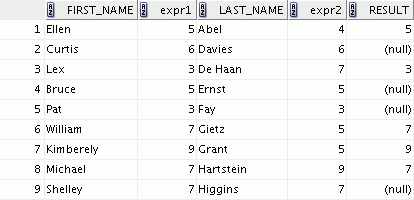 FIRST_NAME expr1 LAST_NAME expr2 RESULT
1 Ellen 5 Abel 4 5
2 Curtis 6 Davies 6 (null)
3 Lex 3 De Haan 7 3
4 Bruce 5 Ernst 5 (null)
5 Pat 3 Fay 3 (null)
6 William 7 Gietz 5 7
7 Kimberely 9 Grant 5 9
8 Michael 7 Hartstein 9 7
9 Shelley 7 Higgins 7 (null)